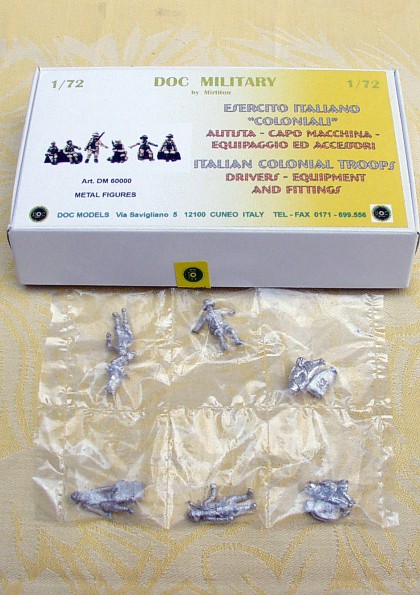 1/72 DOC MILITARY 1/72
by Mirliton
ESERCITO ITALIANO
"COLONIALI"
AUTISTA - CAPO MACCHINA -
EQUIPAGGIO ED ACCESSORI
ITALIAN COLONIAL TROOPS
DRIVERS - EQUIPMENT
AND FITTINGS
Art. DM 60000
METAL FIGURES
DOC MODELS Via Savigliano 5 12100 CUNEO ITALY TEL - FAX 0171 - 699.556